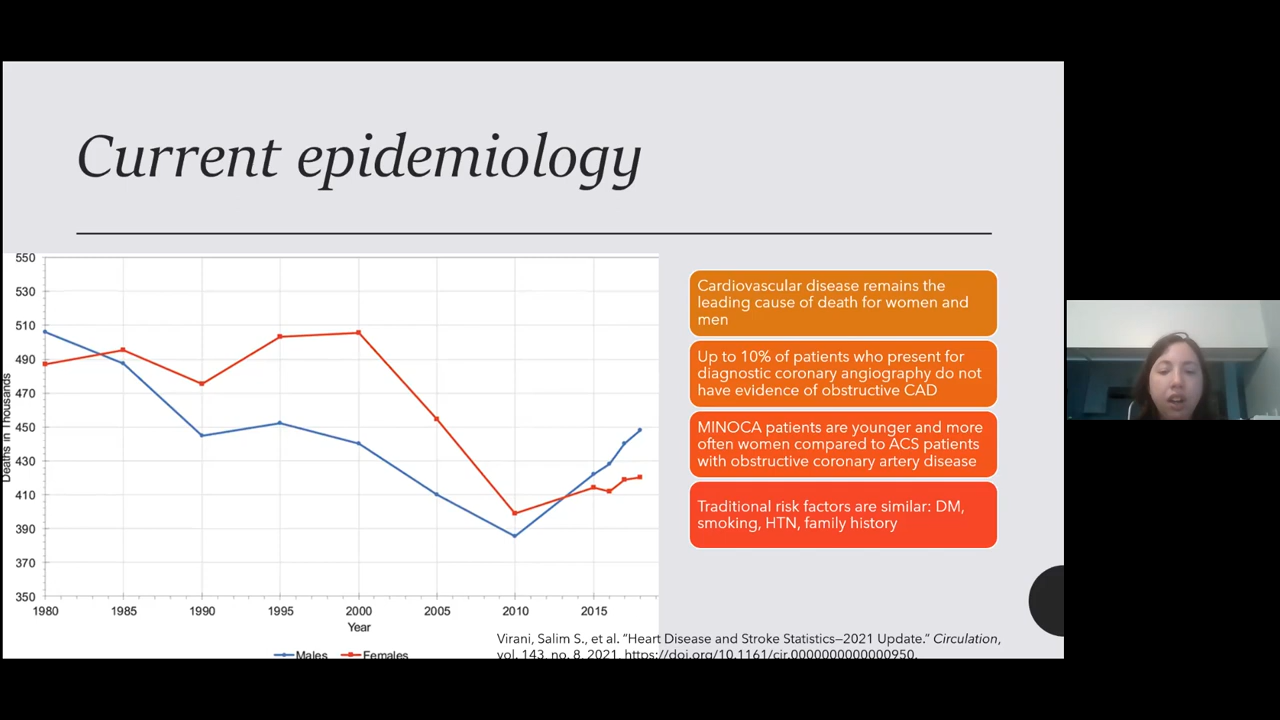 Current epidemiology
550
530
510
490
470
450
430
410
390
370
350
Deaths in Thousands
1980
1985
1990
1995
2000
2005
2010
2015
Year
Males
Females
Cardiovascular disease remains the
leading cause of death for women and
men
Up to 10% of patients who present for
diagnostic coronary angiography do not
have evidence of obstructive CAD
MINOCA patients are younger and more
often women compared to ACS patients
with obstructive coronary artery disease
Traditional risk factors are similar: DM,
smoking, HTN, family history
Virani, Salim S., et al. “Heart Disease and Stroke Statistics—2021 Update.” Circulation,
vol. 143, no. 8, 2021, https://doi.org/10.1161/cir.0000000000000950.